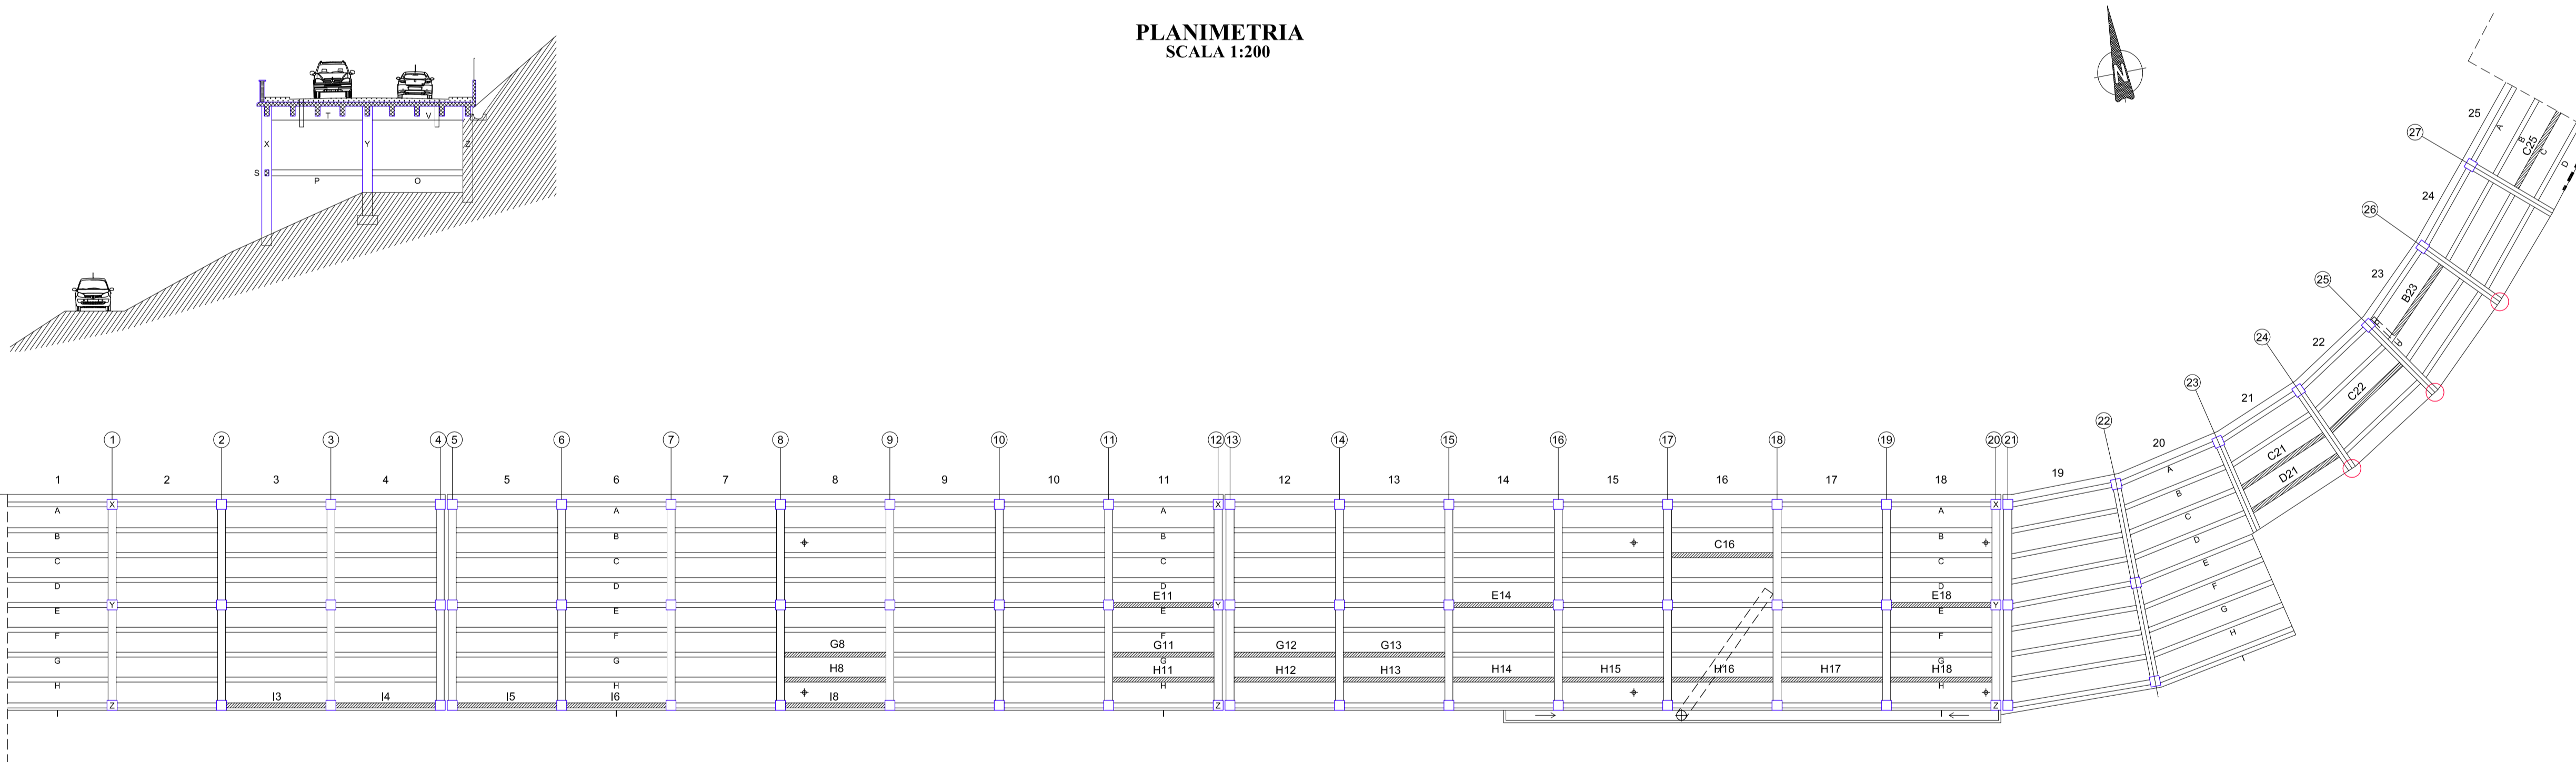 PLANIMETRIA
SCALA 1:200
N
T V
X Y Z
S P O
25
27
A B C25 C D
24
26
23
25
B23
22
24
C22
21
23
C21
D21
22
20
19
1 2 3 4 5 6 7 8 9 10 11 12 13 14 15 16 17 18 19 20 21
1 2 3 4 5 6 7 8 9 10 11 12 13 14 15 16 17 18
X X X
A A A A A
B B B B B
C C C C16 C C
D D D D D
E11 E14 E18
Y Y Y
E E E E E
F F F F F
G8 G11 G12 G13
G G G G G
H8 H11 H12 H13 H14 H15 H16 H17 H18
H H H H H
I3 I4 I5 I6 I8
Z Z Z
I I I I I